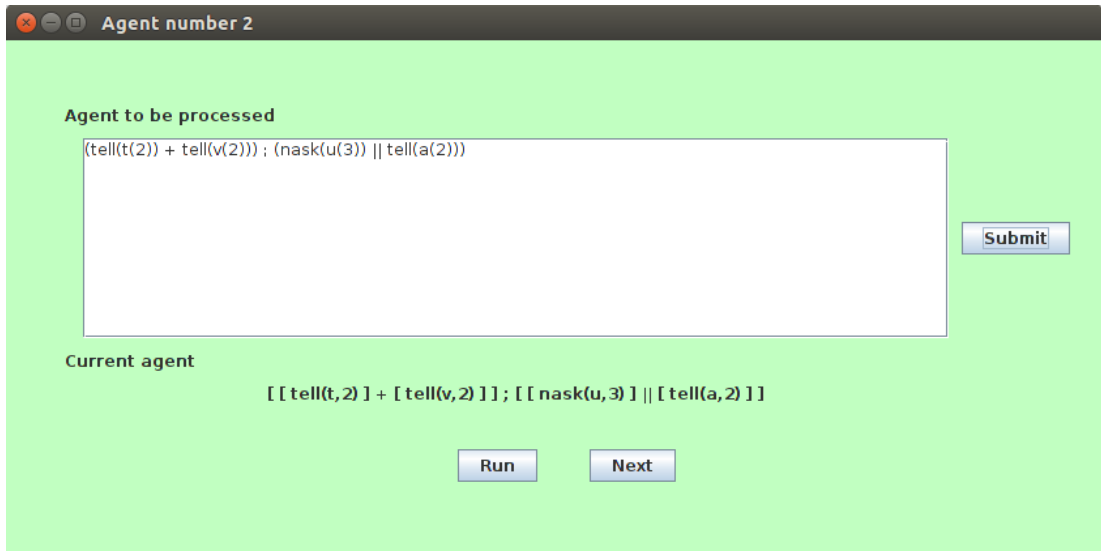 Agent number 2
Agent to be processed
(tell(t(2)) + tell(v(2))) ; (nask(u(3)) || tell(a(2)))
Submit
Current agent
[ [ tell(t,2) ] + [ tell(v,2) ] ] ; [ [ nask(u,3) ] || [ tell(a,2) ] ]
Run Next